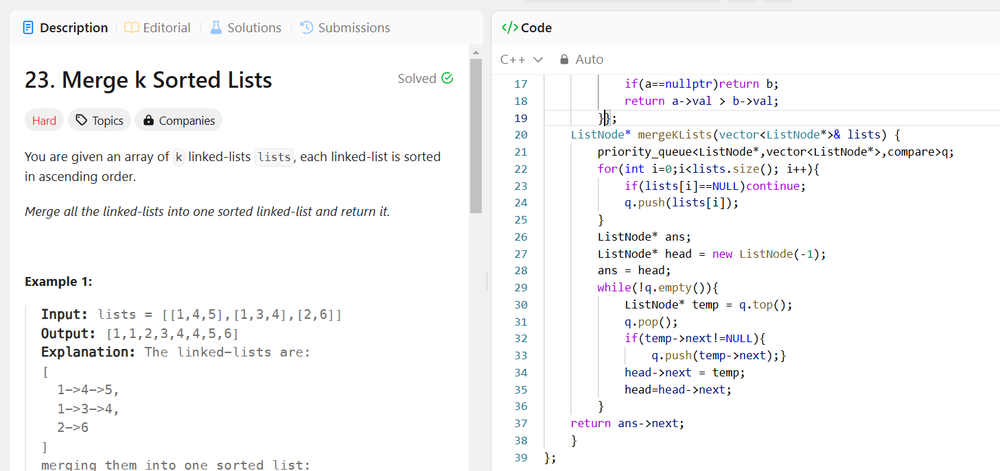 Description
Editorial
Solutions
Submissions
23. Merge k Sorted Lists
Solved
Hard
Topics
Companies
You are given an array of k linked-lists lists, each linked-list is sorted
in ascending order.
Merge all the linked-lists into one sorted linked-list and return it.
Example 1:
Input: lists = [[1,4,5],[1,3,4],[2,6]]
Output: [1,1,2,3,4,4,5,6]
Explanation: The linked-lists are:
[
1->4->5,
1->3->4,
2->6
]
merging them into one sorted list:
</> Code
C++
Auto
17 if(a==nullptr)return b;
18 return a->val > b->val;
19 }};
20 ListNode* mergeKLists(vector<ListNode*>& lists) {
21 priority_queue<ListNode*,vector<ListNode*>,compare>q;
22 for(int i=0;i<lists.size(); i++){
23 if(lists[i]==NULL)continue;
24 q.push(lists[i]);
25 }
26 ListNode* ans;
27 ListNode* head = new ListNode(-1);
28 ans = head;
29 while(!q.empty()){
30 ListNode* temp = q.top();
31 q.pop();
32 if(temp->next!=NULL){
33 q.push(temp->next);}
34 head->next = temp;
35 head=head->next;
36 }
37 return ans->next;
38 }
39 };